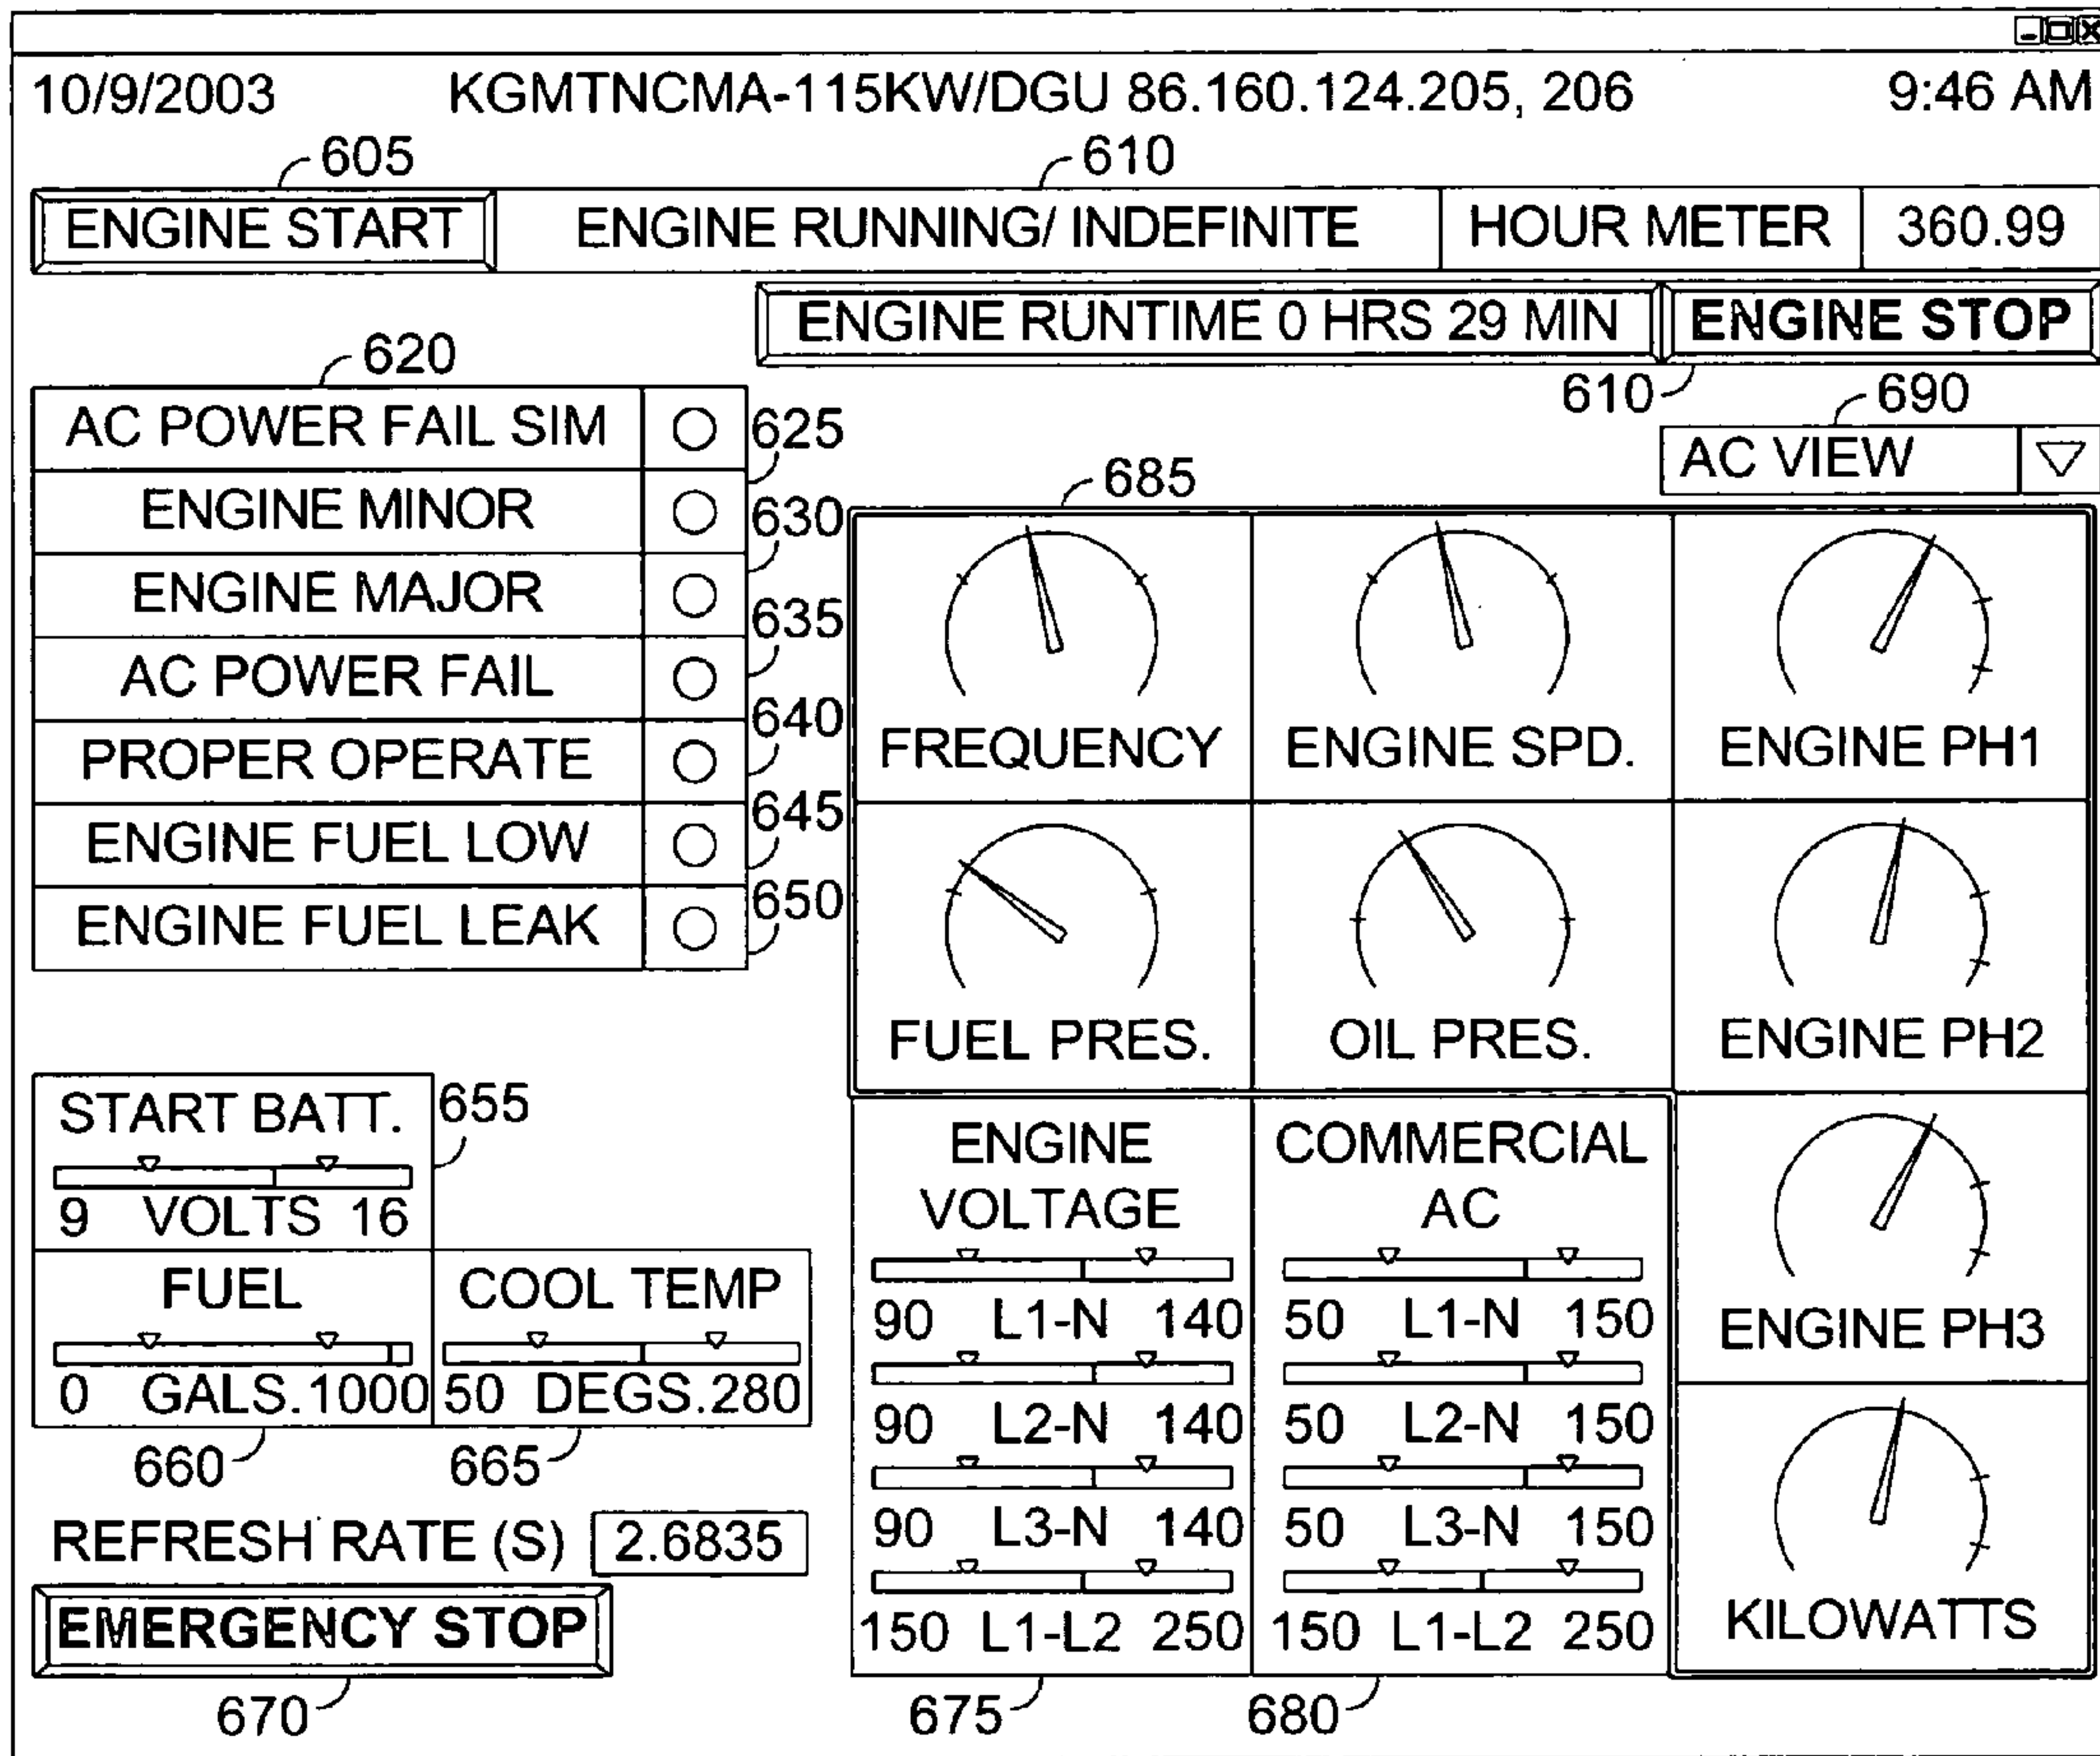 10/9/2003 KGMTNCMA-115KW/DGU 86.160.124.205, 206 9:46 AM
605 610
ENGINE START ENGINE RUNNING/ INDEFINITE HOUR METER 360.99
ENGINE RUNTIME 0 HRS 29 MIN ENGINE STOP
620
610 690
AC POWER FAIL SIM 625
AC VIEW
ENGINE MINOR 630
685
ENGINE MAJOR 635
AC POWER FAIL 640
PROPER OPERATE 645
ENGINE FUEL LOW 650
ENGINE FUEL LEAK
FREQUENCY ENGINE SPD. ENGINE PH1
FUEL PRES. OIL PRES. ENGINE PH2
START BATT. 655
9 VOLTS 16
FUEL COOL TEMP
0 GALS. 1000 50 DEGS. 280
660 665
REFRESH RATE (S) 2.6835
EMERGENCY STOP
670
ENGINE VOLTAGE
90 L1-N 140
90 L2-N 140
90 L3-N 140
150 L1-L2 250
675
COMMERCIAL AC
50 L1-N 150
50 L2-N 150
50 L3-N 150
150 L1-L2 250
680
ENGINE PH3
KILOWATTS